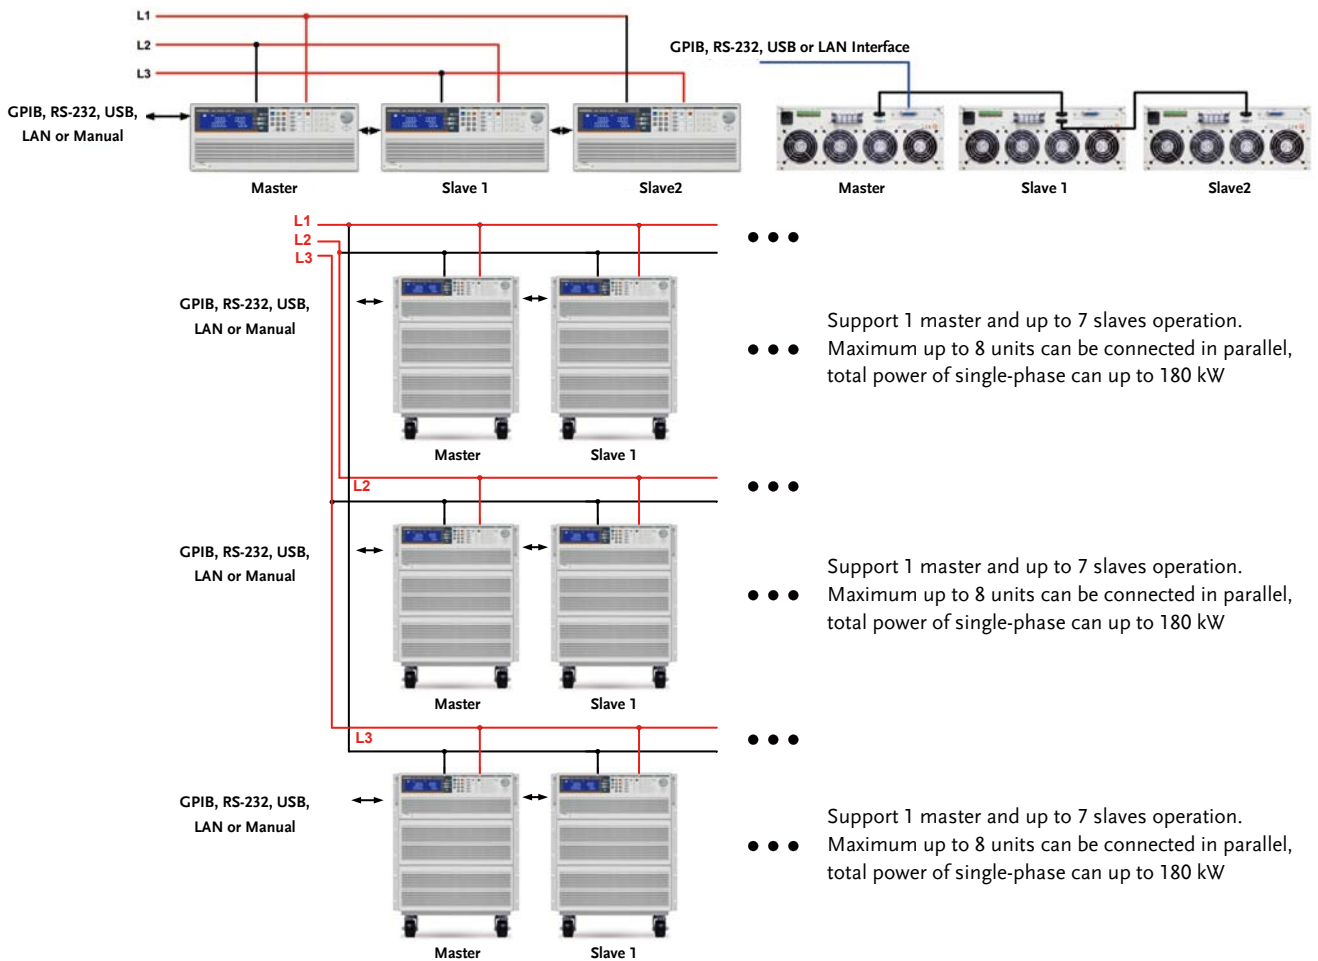 L1
L2
L3
GPIB, RS-232, USB,
LAN or Manual
Master
Slave 1
Slave2
GPIB, RS-232, USB or LAN Interface
Master
Slave 1
Slave2
L1
L2
L3
GPIB, RS-232, USB,
LAN or Manual
Master
Slave 1
Support 1 master and up to 7 slaves operation.
Maximum up to 8 units can be connected in parallel,
total power of single-phase can up to 180 kW
L2
GPIB, RS-232, USB,
LAN or Manual
Master
Slave 1
Support 1 master and up to 7 slaves operation.
Maximum up to 8 units can be connected in parallel,
total power of single-phase can up to 180 kW
L3
GPIB, RS-232, USB,
LAN or Manual
Master
Slave 1
Support 1 master and up to 7 slaves operation.
Maximum up to 8 units can be connected in parallel,
total power of single-phase can up to 180 kW